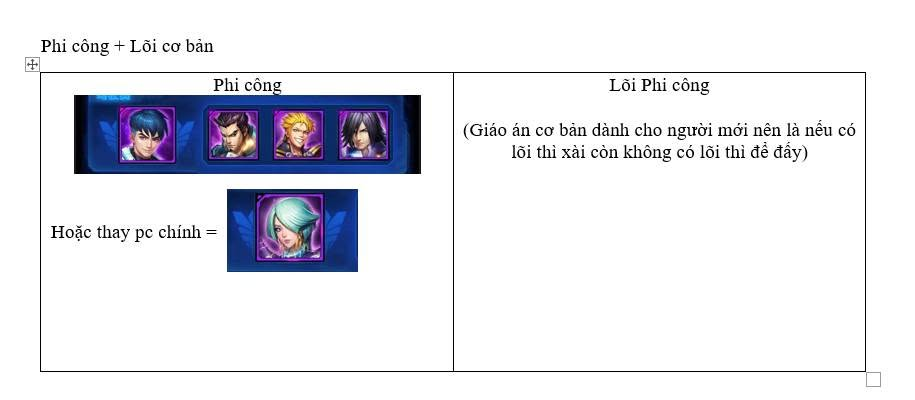 Phi công + Lõi cơ bản
Phi công
Hoặc thay pc chính =
Lõi Phi công
(Giáo án cơ bản dành cho người mới nên là nếu có
lõi thì xài còn không có lõi thì để đấy)